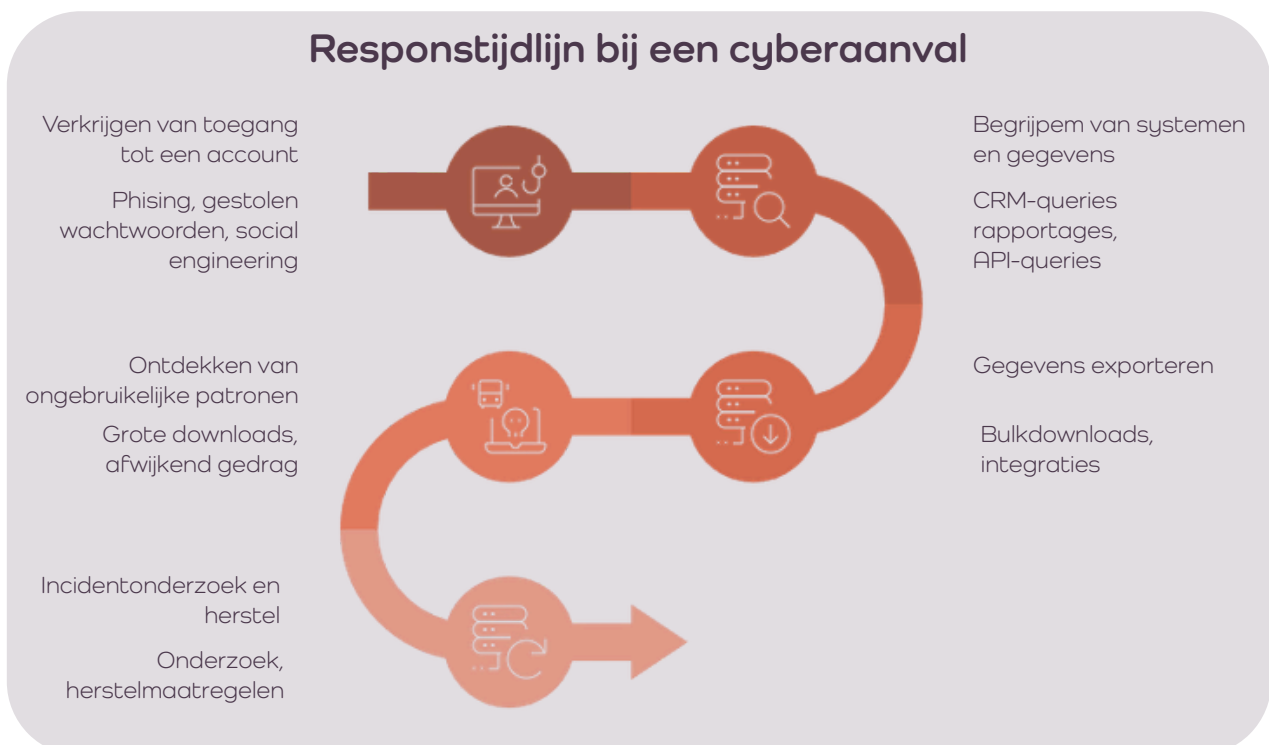 Responstijdlijn bij een cyberaanval
Verkrijgen van toegang
tot een account
Phising, gestolen
wachtwoorden, social
engineering
Begrijpem van systemen
en gegevens
CRM-queries
rapportages,
API-queries
Gegevens exporteren
Bulkdownloads,
integraties
Ontdekken van
ongebruikelijke patronen
Grote downloads,
afwijkend gedrag
Incidentonderzoek en
herstel
Onderzoek,
herstelmaatregelen